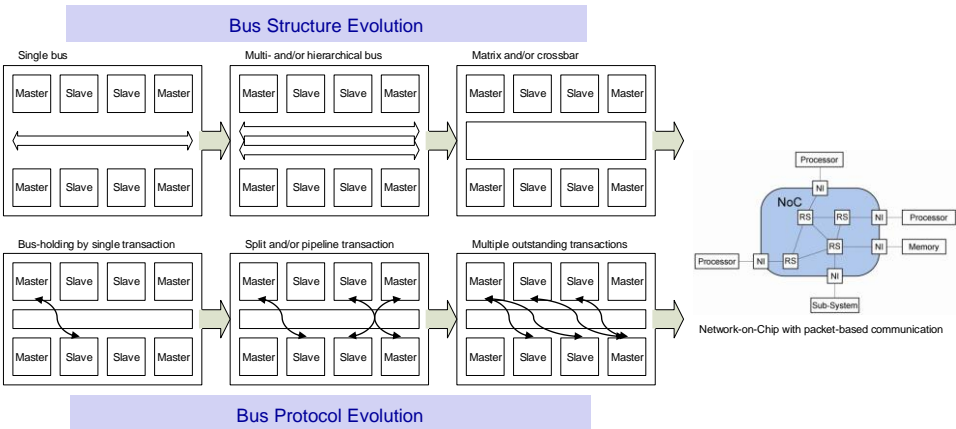 Bus Structure Evolution
Single bus
Multi- and/or hierarchical bus
Matrix and/or crossbar
Master Slave Slave Master
Master Slave Slave Master
Master Slave Slave Master
Master Slave Slave Master
Master Slave Slave Master
Master Slave Slave Master
Bus-holding by single transaction
Split and/or pipeline transaction
Multiple outstanding transactions
Master Slave Slave Master
Master Slave Slave Master
Master Slave Slave Master
Master Slave Slave Master
Master Slave Slave Master
Master Slave Slave Master
Bus Protocol Evolution
Processor
NI
NoC
RS RS NI Processor
RS NI Memory
Processor NI RS
NI
Sub-System
Network-on-Chip with packet-based communication